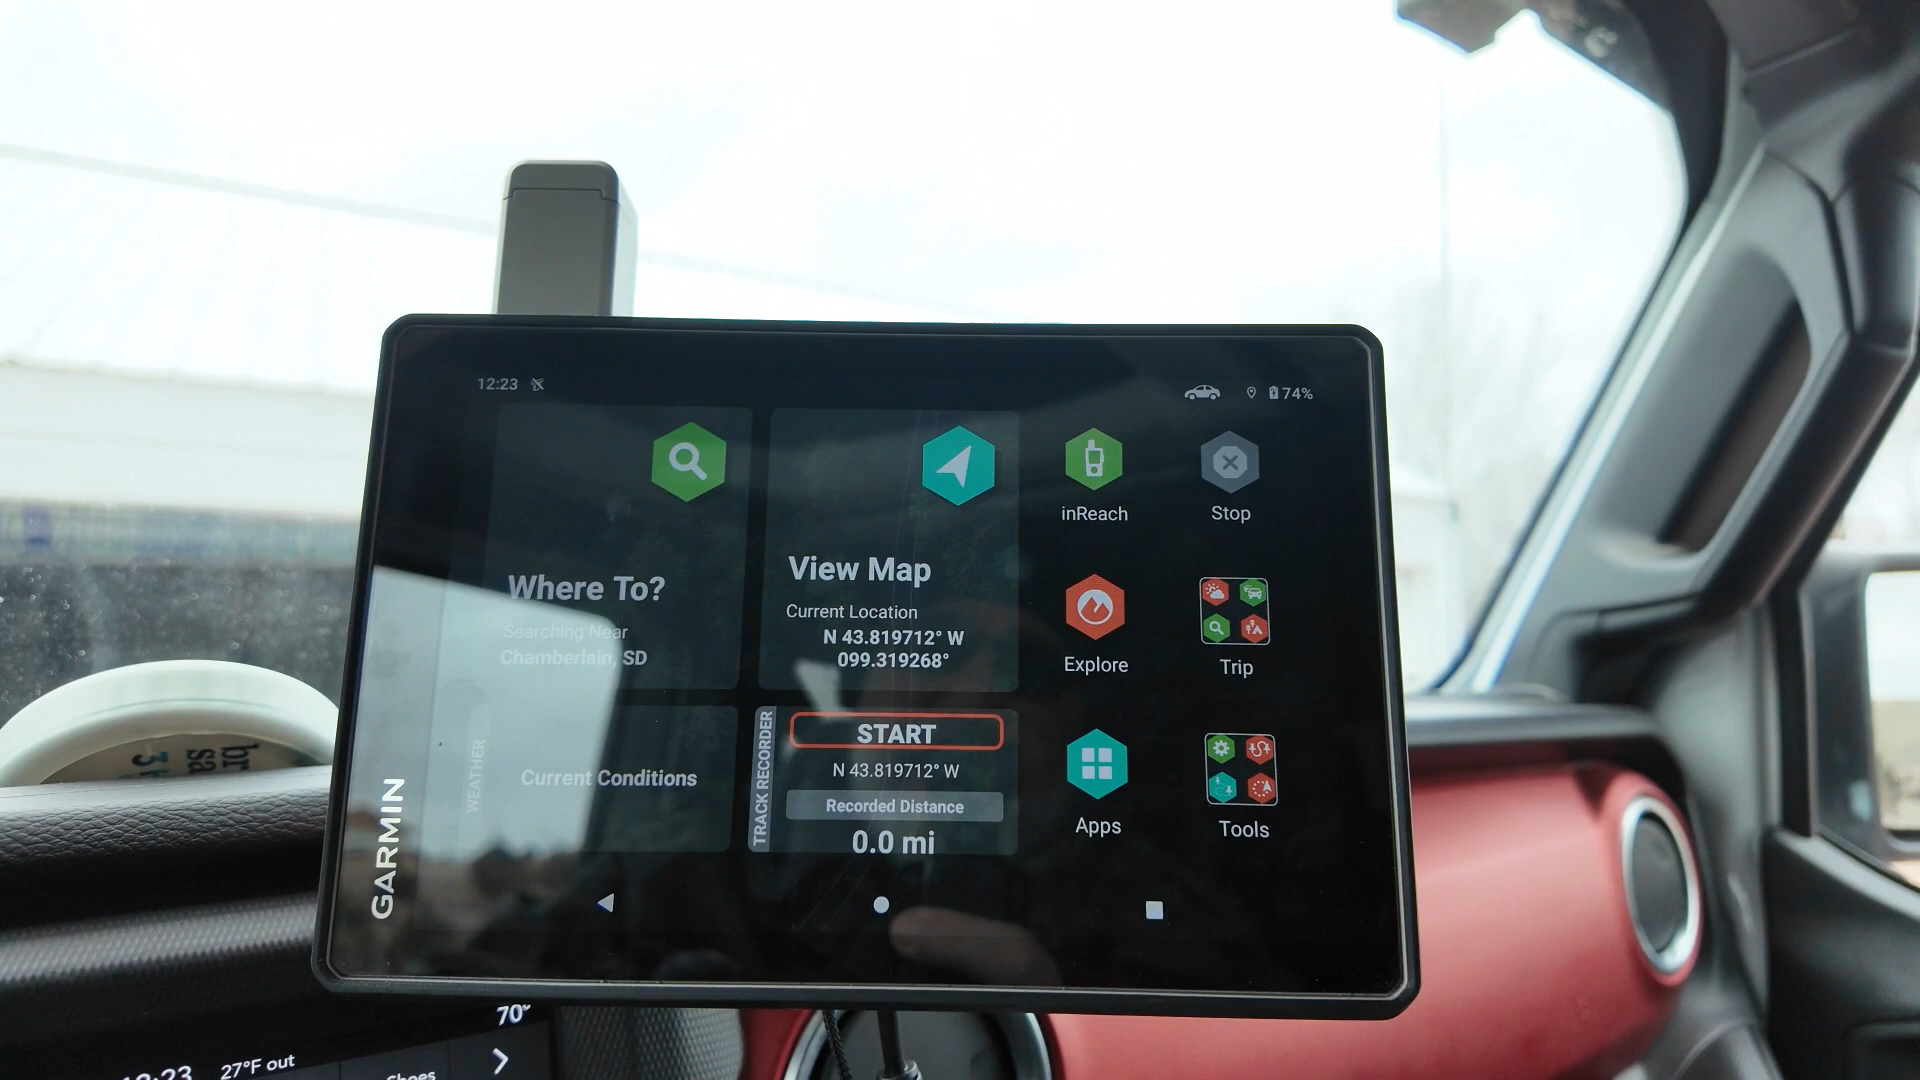 12:23
74%
Where To?
Searching Near
Chamberlain, SD
View Map
Current Location
N 43.819712° W
099.319268°
inReach
Stop
Explore
Trip
WEATHER
Current Conditions
TRACK RECORDER
START
N 43.819712° W
Recorded Distance
0.0 mi
Apps
Tools
GARMIN
70°
27°F out